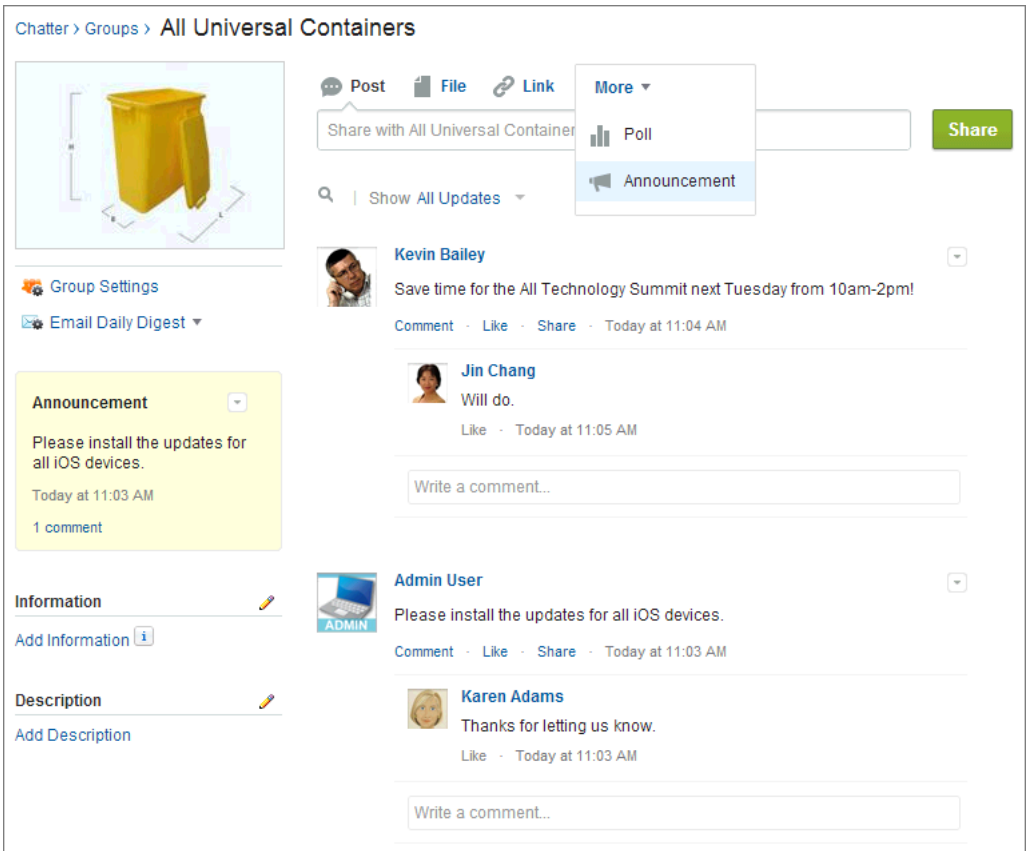 Chatter > Groups > All Universal Containers
Post File Link More
Share with All Universal Container
Share
Poll
Announcement
Show All Updates
H
B
L
Group Settings
Email Daily Digest
Announcement
Please install the updates for
all iOS devices.
Today at 11:03 AM
1 comment
Information
Add Information i
Description
Add Description
Kevin Bailey
Save time for the All Technology Summit next Tuesday from 10am-2pm!
Comment · Like · Share · Today at 11:04 AM
Jin Chang
Will do.
Like · Today at 11:05 AM
Write a comment...
Admin User
ADMIN
Please install the updates for all iOS devices.
Comment · Like · Share · Today at 11:03 AM
Karen Adams
Thanks for letting us know.
Like · Today at 11:03 AM
Write a comment...